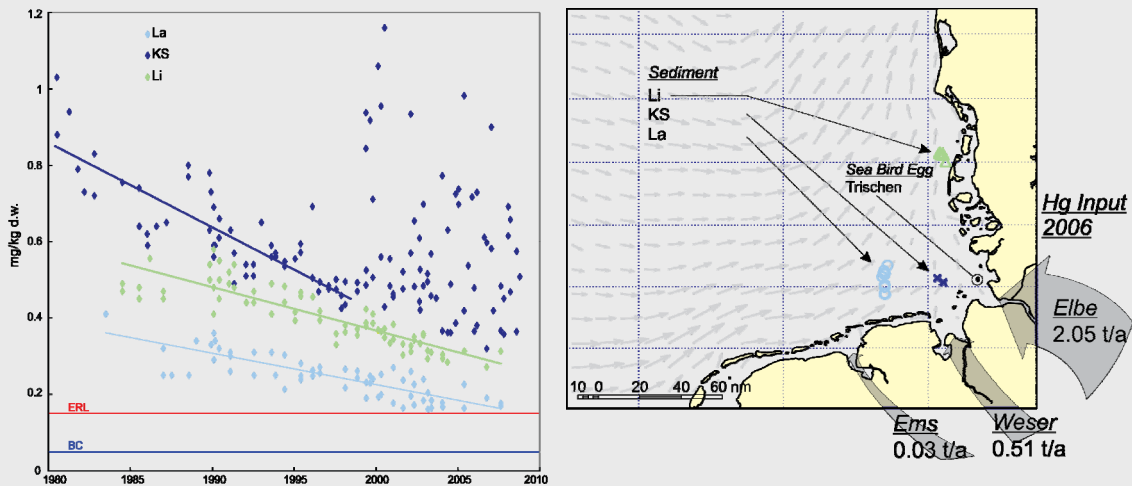 1.2
1
0.8
0.6
0.4
0.2
0
mg/kg d.w.
La
KS
Li
ERL
BC
1980
1985
1990
1995
2000
2005
2010
Sediment
Li
KS
La
Sea Bird Egg
Trischen
Hg Input
2006
Elbe
2.05 t/a
10 0 20 40 60 nm
Ems
0.03 t/a
Weser
0.51 t/a